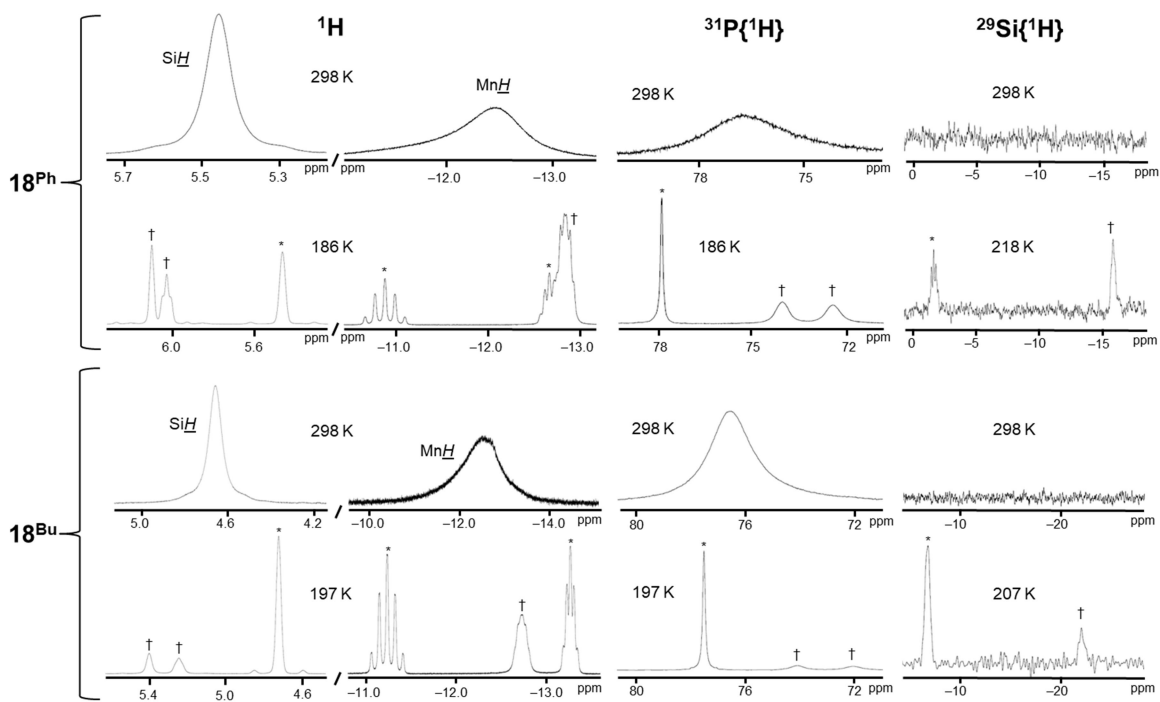 ¹H
³¹P{¹H}
²⁹Si{¹H}
18ᴾʰ
SiH
298 K
MnH
298 K
298 K
5.7 5.5 5.3 ppm
ppm –12.0 –13.0
78 75 ppm
0 –5 –10 –15 ppm
† † *
186 K
* * †
*
186 K
† †
*
218 K
†
6.0 5.6 ppm
–11.0 –12.0 –13.0 ppm
78 75 72 ppm
0 –5 –10 –15 ppm
18ᴮᵘ
SiH
298 K
MnH
298 K
298 K
5.0 4.6 4.2 ppm
–10.0 –12.0 –14.0 ppm
80 76 72 ppm
–10 –20 ppm
† † *
197 K
* † *
197 K
* † †
*
207 K
†
5.4 5.0 4.6 ppm
-11.0 –12.0 –13.0 ppm
80 76 72 ppm
–10 –20 ppm